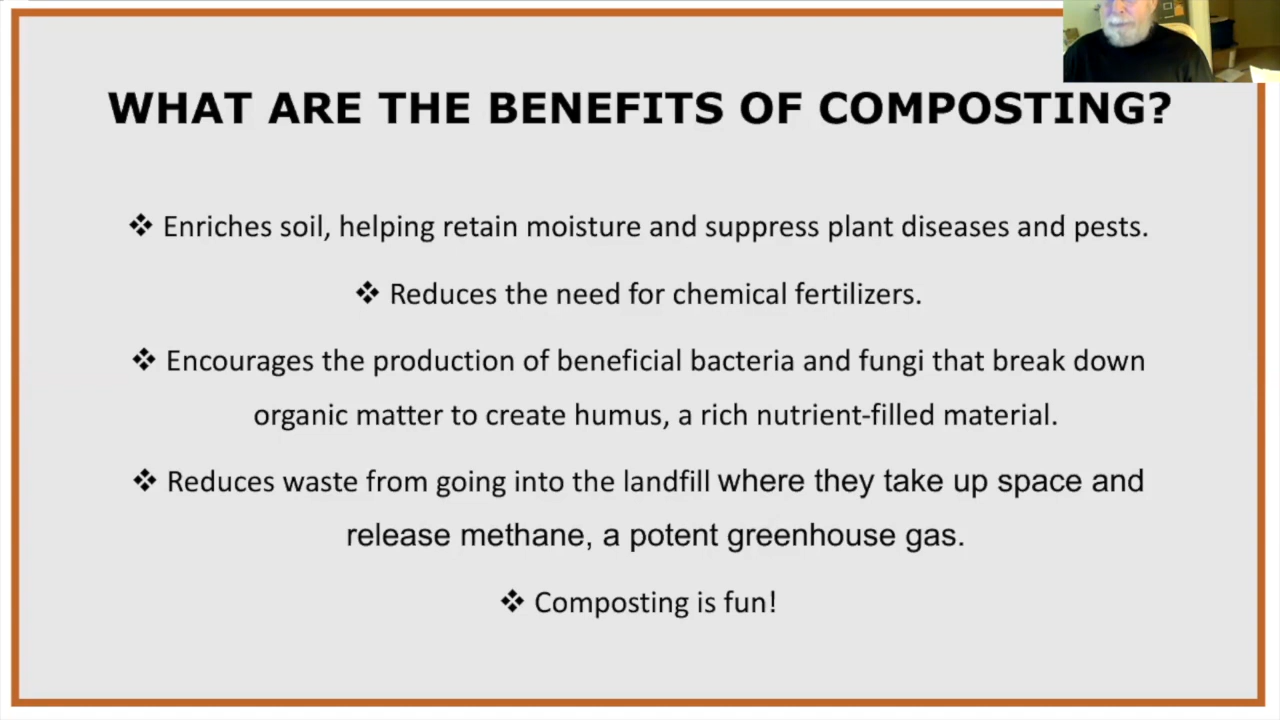 WHAT ARE THE BENEFITS OF COMPOSTING?
❖ Enriches soil, helping retain moisture and suppress plant diseases and pests.
❖ Reduces the need for chemical fertilizers.
❖ Encourages the production of beneficial bacteria and fungi that break down
organic matter to create humus, a rich nutrient-filled material.
❖ Reduces waste from going into the landfill where they take up space and
release methane, a potent greenhouse gas.
❖ Composting is fun!